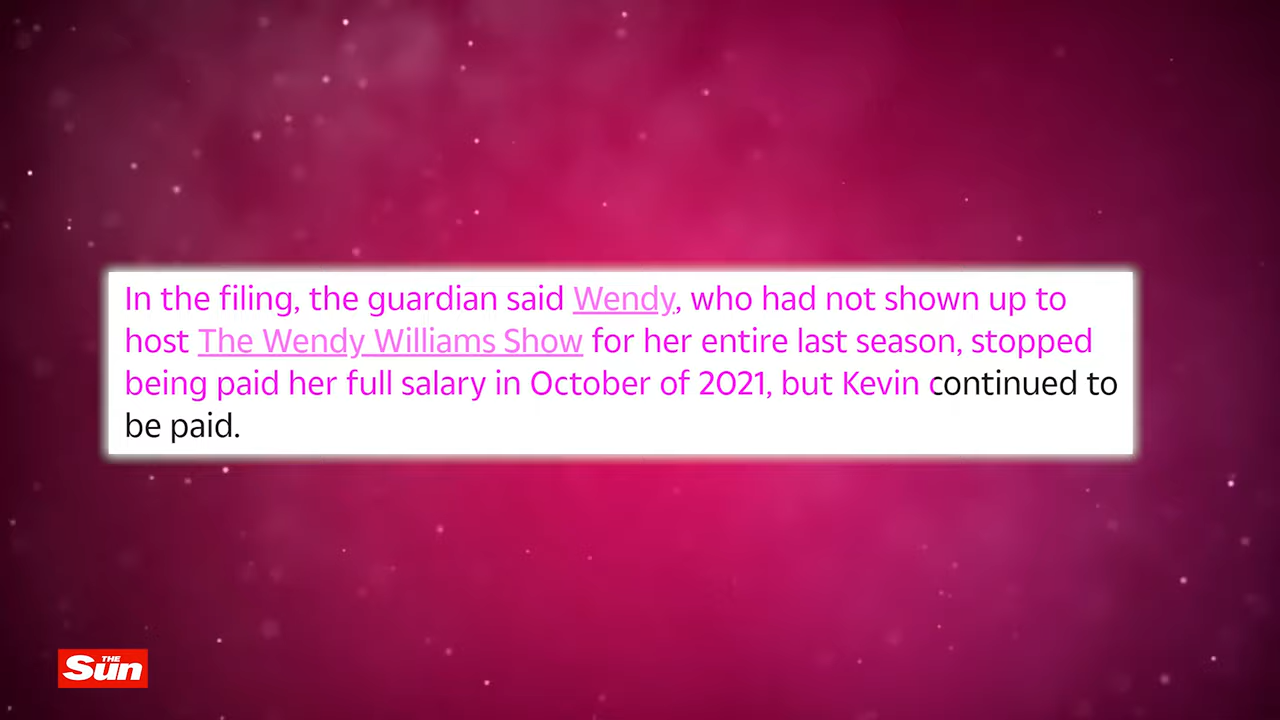 In the filing, the guardian said Wendy, who had not shown up to
host The Wendy Williams Show for her entire last season, stopped
being paid her full salary in October of 2021, but Kevin continued to
be paid.
THE
Sun